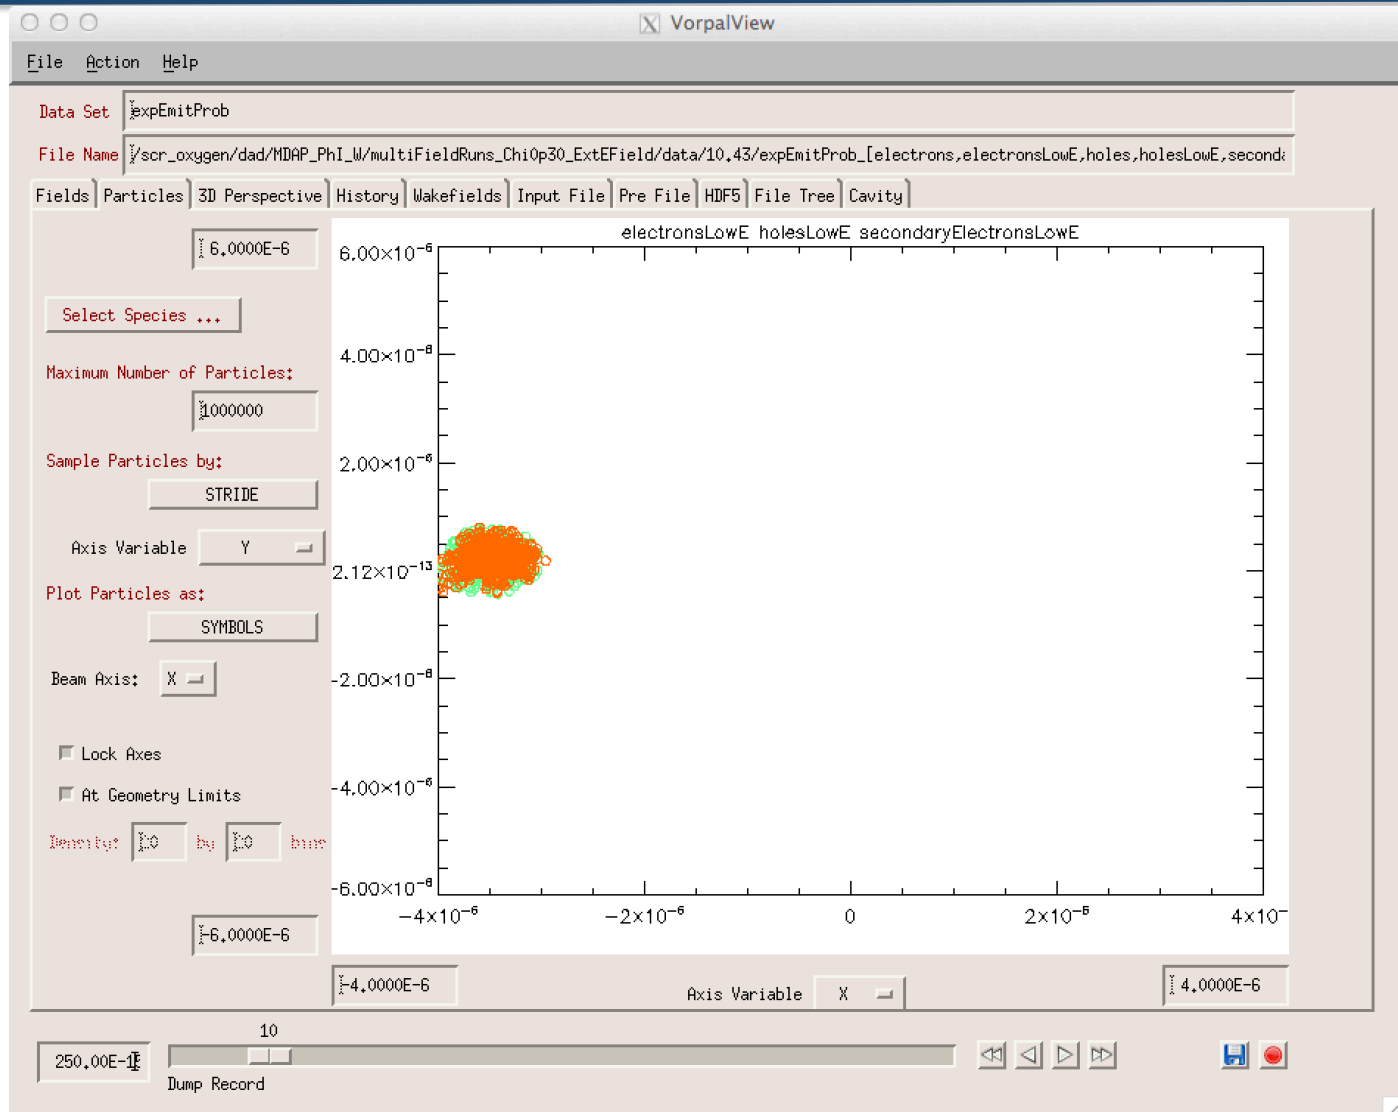 VorpalView
File Action Help
Data Set expEmitProb
File Name /scr_oxygen/dad/MDAP_PhI_W/multiFieldRuns_Chi0p30_ExtEField/data/10.43/expEmitProb_[electrons,electronsLowE,holes,holesLowE,seconda
Fields Particles 3D Perspective History Wakefields Input File Pre File HDF5 File Tree Cavity
electronsLowE holesLowE secondaryElectronsLowE
6.0000E-6
6.00×10⁻⁶
Select Species ...
4.00×10⁻⁶
Maximum Number of Particles:
1000000
Sample Particles by:
2.00×10⁻⁶
STRIDE
Axis Variable Y
2.12×10⁻¹³
Plot Particles as:
SYMBOLS
Beam Axis: X
-2.00×10⁻⁶
Lock Axes
At Geometry Limits
-4.00×10⁻⁶
Density: by
-6.00×10⁻⁶
-4×10⁻⁶ -2×10⁻⁶ 0 2×10⁻⁶ 4×10⁻
-6.0000E-6
-4.0000E-6 Axis Variable X 4.0000E-6
10
250.00E-1
Dump Record